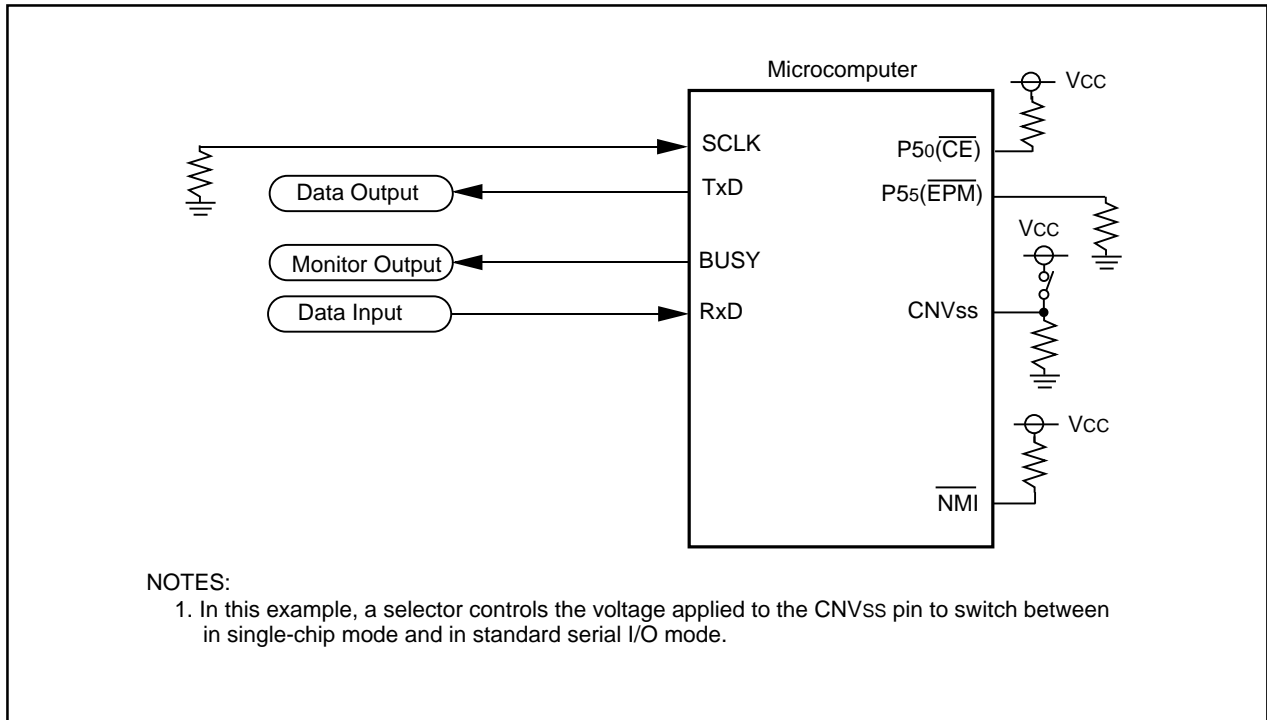 Microcomputer
VCC
SCLK
P50(CE)
TxD
Data Output
P55(EPM)
VCC
BUSY
Monitor Output
RxD
Data Input
CNVss
VCC
NMI
NOTES:
1. In this example, a selector controls the voltage applied to the CNVSS pin to switch between
in single-chip mode and in standard serial I/O mode.